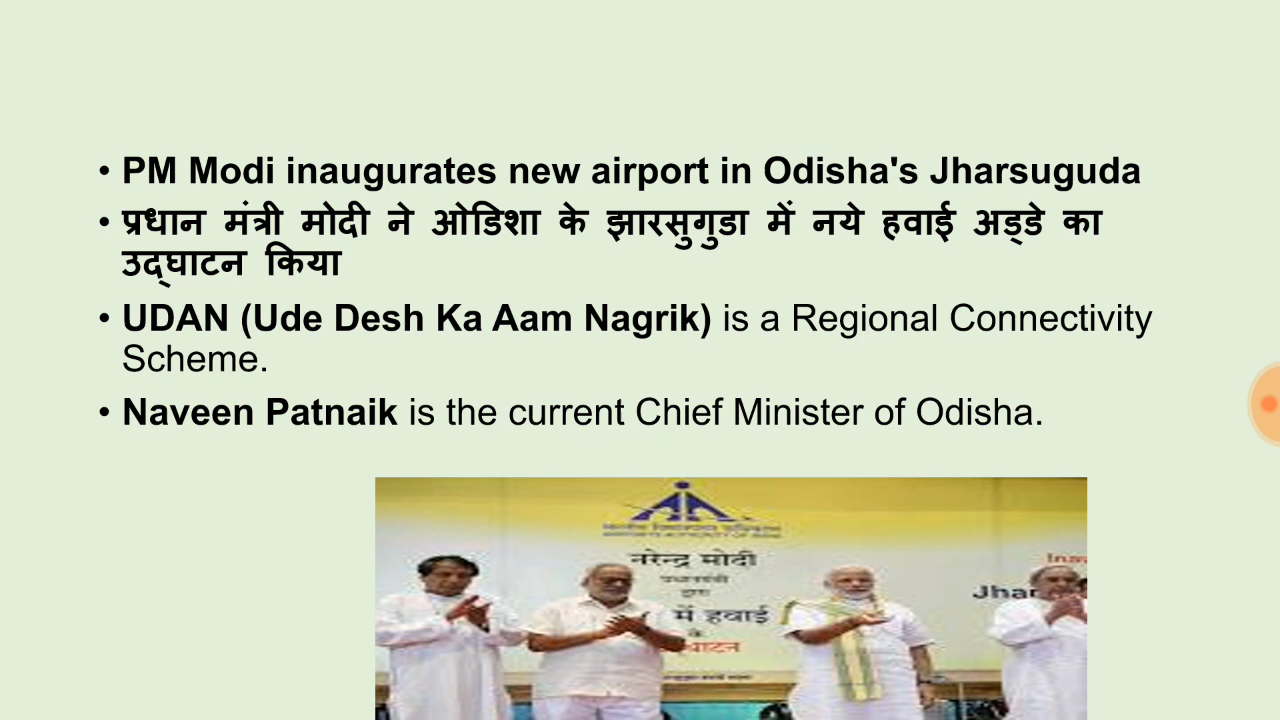 • PM Modi inaugurates new airport in Odisha's Jharsuguda
• प्रधान मंत्री मोदी ने ओडिशा के झारसुगुडा में नये हवाई अड्डे का
उद्घाटन किया
• UDAN (Ude Desh Ka Aam Nagrik) is a Regional Connectivity
Scheme.
• Naveen Patnaik is the current Chief Minister of Odisha.
नरेन्द्र मोदी
प्रधानमंत्री
द्वारा
में हवाई
के
Jhar